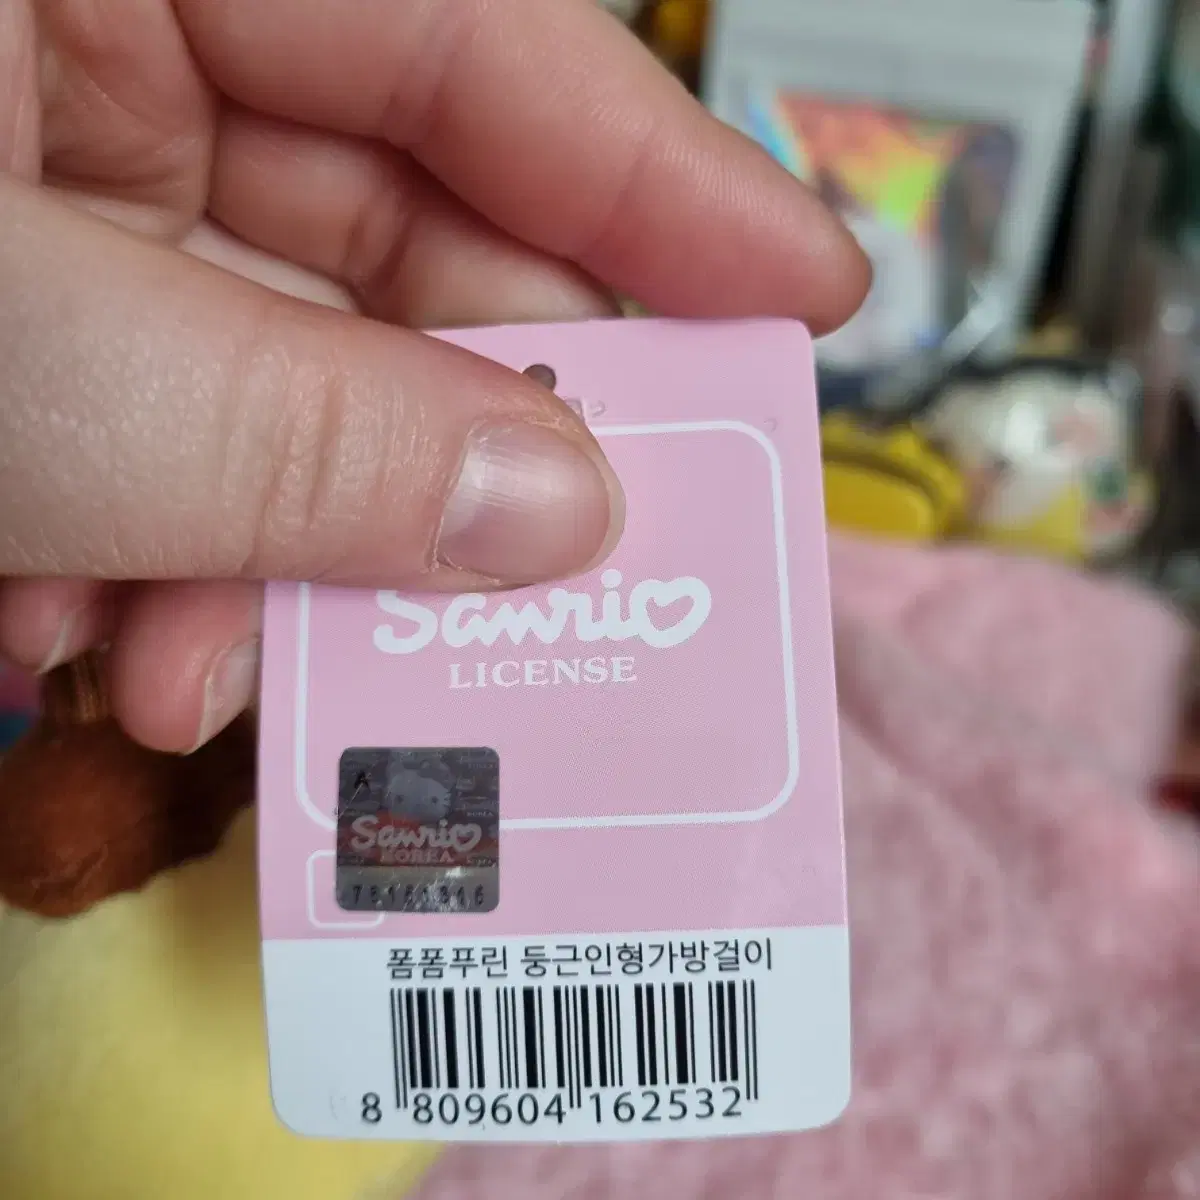 Sanrio
LICENSE
A
Sanrio
KOREA
폼폼푸린 둥근인형가방걸이
8 809604 162532